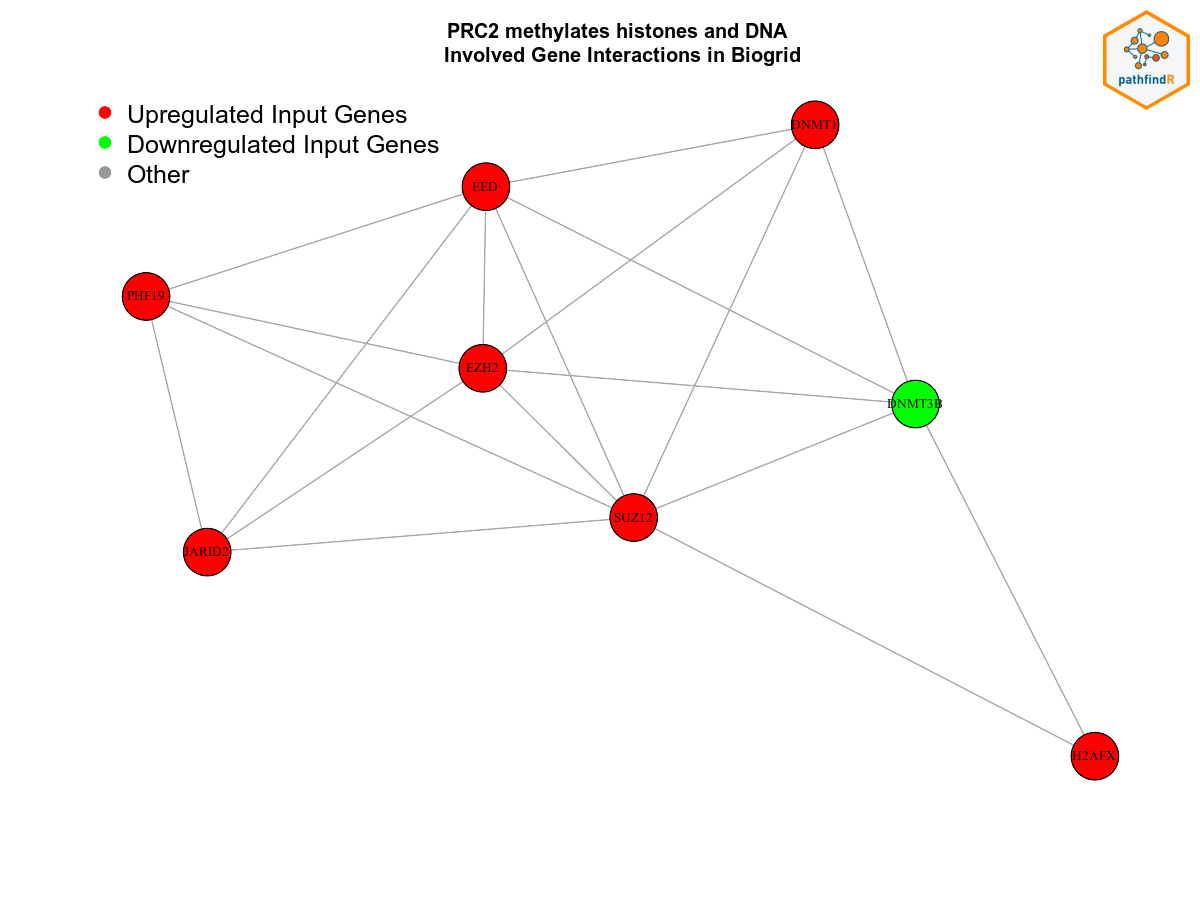 PRC2 methylates histones and DNA
Involved Gene Interactions in Biogrid
pathfindR
Upregulated Input Genes
Downregulated Input Genes
Other
DNMT1
EED
PHF19
EZH2
DNMT3B
SUZ12
JARID2
H2AFX